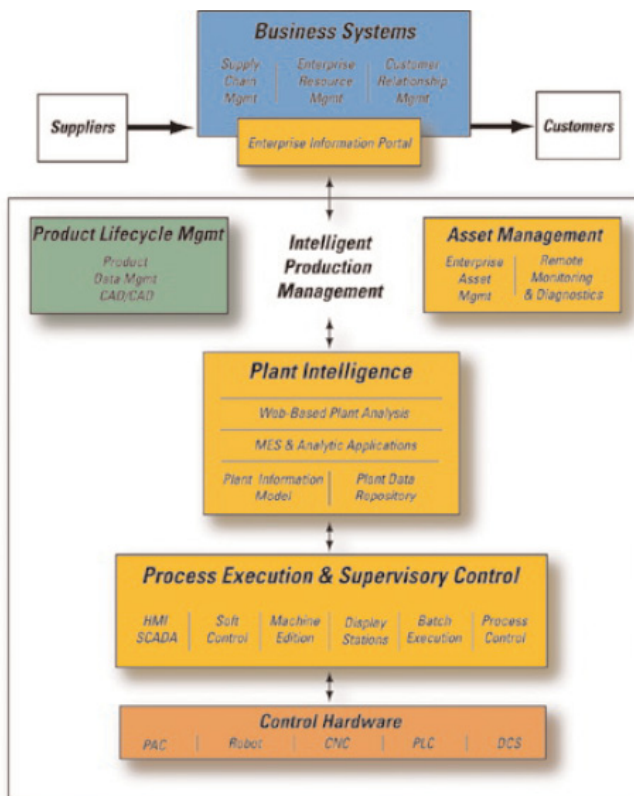 Business Systems
Supply
Chain
Mgmt
Enterprise
Resource
Mgmt
Customer
Relationship
Mgmt
Suppliers
Customers
Enterprise Information Portal
Product Lifecycle Mgmt
Product
Data Mgmt
CAD/CAD
Intelligent
Production
Management
Asset Management
Enterprise
Asset
Mgmt
Remote
Monitoring
& Diagnostics
Plant Intelligence
Web-Based Plant Analysis
MES & Analytic Applications
Plant Information
Model
Plant Data
Repository
Process Execution & Supervisory Control
HMI
SCADA
Soft
Control
Machine
Edition
Display
Stations
Batch
Execution
Process
Control
Control Hardware
PAC
Robot
CNC
PLC
DCS